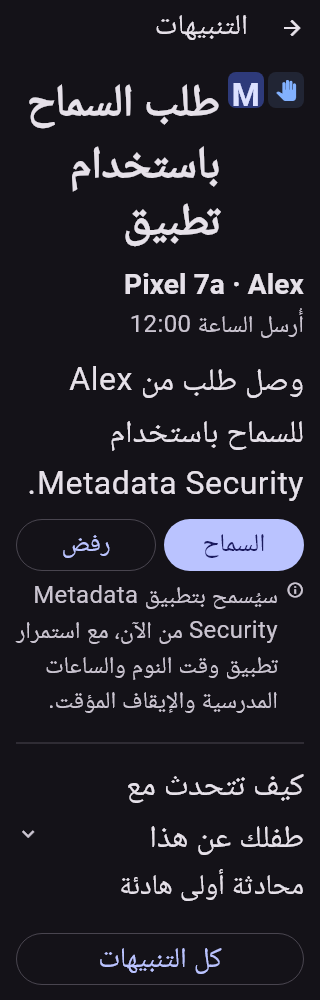 التنبيهات
M
طلب السماح
باستخدام
تطبيق
Pixel 7a · Alex
أرسل الساعة 12:00
وصل طلب من Alex
للسماح باستخدام
Metadata Security.
السماح
رفض
سيُسمح بتطبيق Metadata
Security من الآن، مع استمرار
تطبيق وقت النوم والساعات
المدرسية والإيقاف المؤقت.
كيف تتحدث مع
طفلك عن هذا
محادثة أولى هادئة
كل التنبيهات